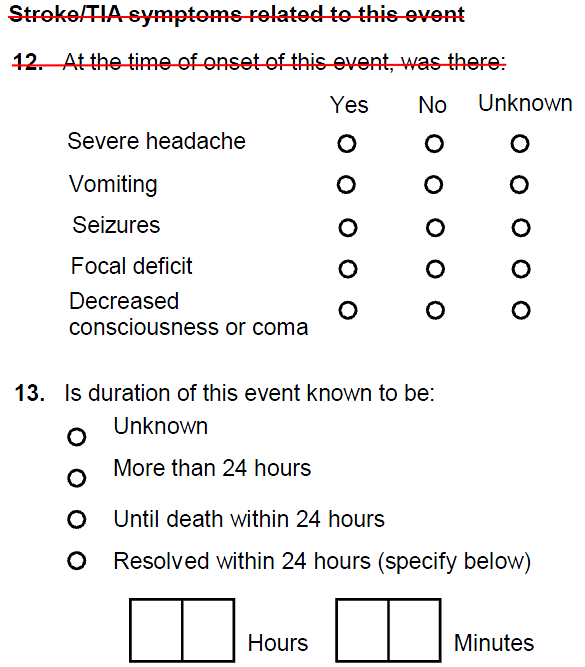 Stroke/TIA symptoms related to this event
12. At the time of onset of this event, was there:
Yes No Unknown
Severe headache
Vomiting
Seizures
Focal deficit
Decreased
consciousness or coma
13. Is duration of this event known to be:
Unknown
More than 24 hours
Until death within 24 hours
Resolved within 24 hours (specify below)
Hours Minutes